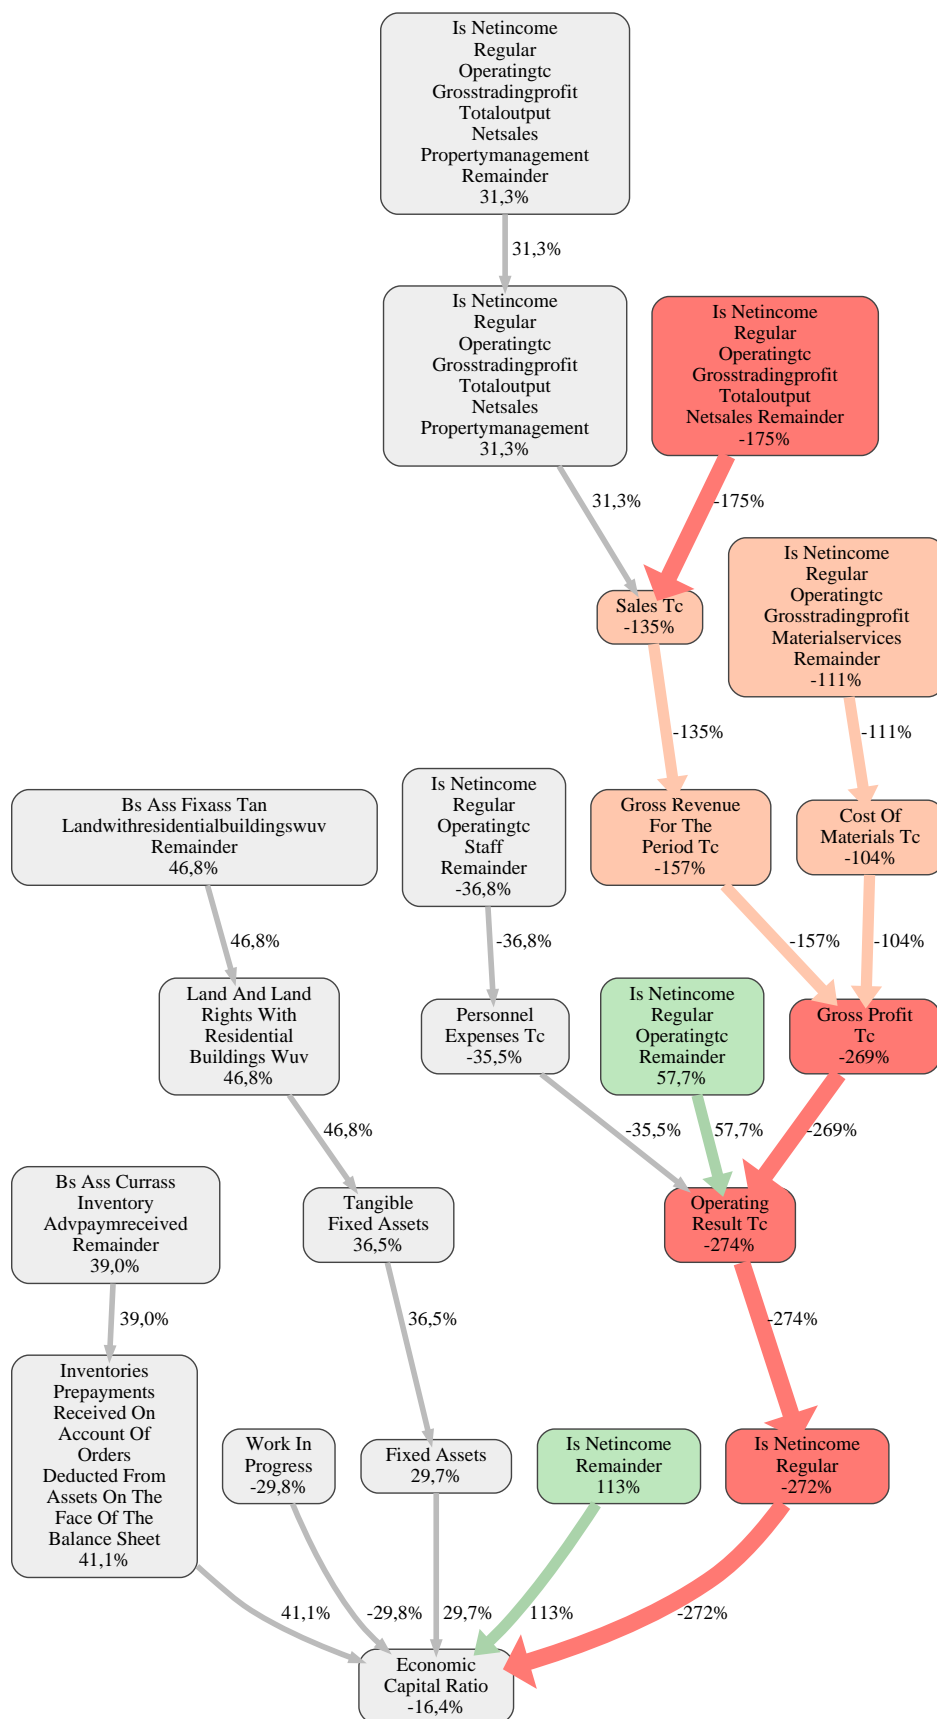 Is Netincome
Regular
Operatingtc
Grosstradingprofit
Totaloutput
Netsales
Propertymanagement
Remainder
31,3%
31,3%
Is Netincome
Regular
Operatingtc
Grosstradingprofit
Totaloutput
Netsales
Propertymanagement
31,3%
Is Netincome
Regular
Operatingtc
Grosstradingprofit
Totaloutput
Netsales Remainder
-175%
31,3%
-175%
Is Netincome
Regular
Operatingtc
Grosstradingprofit
Materialservices
Remainder
-111%
Sales Tc
-135%
-135%
-111%
Bs Ass Fixass Tan
Landwithresidentialbuildingswuv
Remainder
46,8%
Is Netincome
Regular
Operatingtc
Staff
Remainder
-36,8%
Gross Revenue
For The
Period Tc
-157%
Cost Of
Materials Tc
-104%
46,8%
-36,8%
-157%
-104%
Land And Land
Rights With
Residential
Buildings Wuv
46,8%
Personnel
Expenses Tc
-35,5%
Is Netincome
Regular
Operatingtc
Remainder
57,7%
Gross Profit
Tc
-269%
46,8%
-35,5%
57,7%
-269%
Bs Ass Currass
Inventory
Advpaymreceived
Remainder
39,0%
Tangible
Fixed Assets
36,5%
Operating
Result Tc
-274%
39,0%
36,5%
-274%
Inventories
Prepayments
Received On
Account Of
Orders
Deducted From
Assets On The
Face Of The
Balance Sheet
41,1%
Work In
Progress
-29,8%
Fixed Assets
29,7%
Is Netincome
Remainder
113%
Is Netincome
Regular
-272%
41,1%
-29,8%
29,7%
113%
-272%
Economic
Capital Ratio
-16,4%